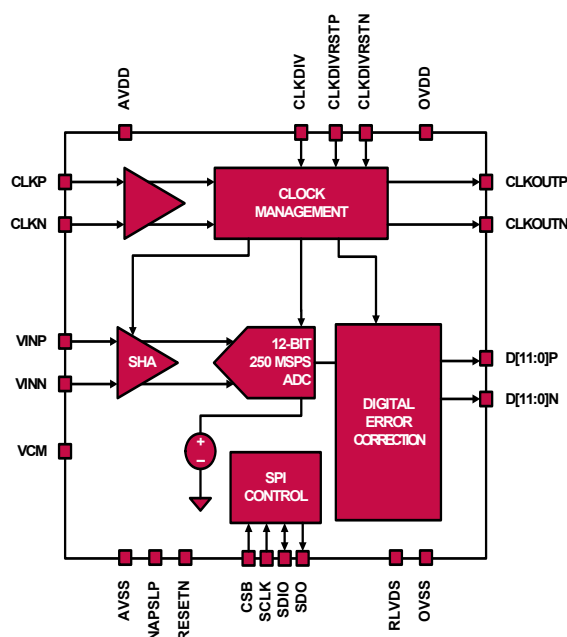 AVDD
CLKDIV
CLKDIVRSTP
CLKDIVRSTN
OVDD
CLKP
CLKN
CLOCK
MANAGEMENT
CLKOUTP
CLKOUTN
VINP
VINN
SHA
12-BIT
250 MSPS
ADC
D[11:0]P
D[11:0]N
DIGITAL
ERROR
CORRECTION
VCM
+
−
SPI
CONTROL
AVSS
NAPSLP
RESETN
CSB
SCLK
SDIO
SDO
RLVDS
OVSS